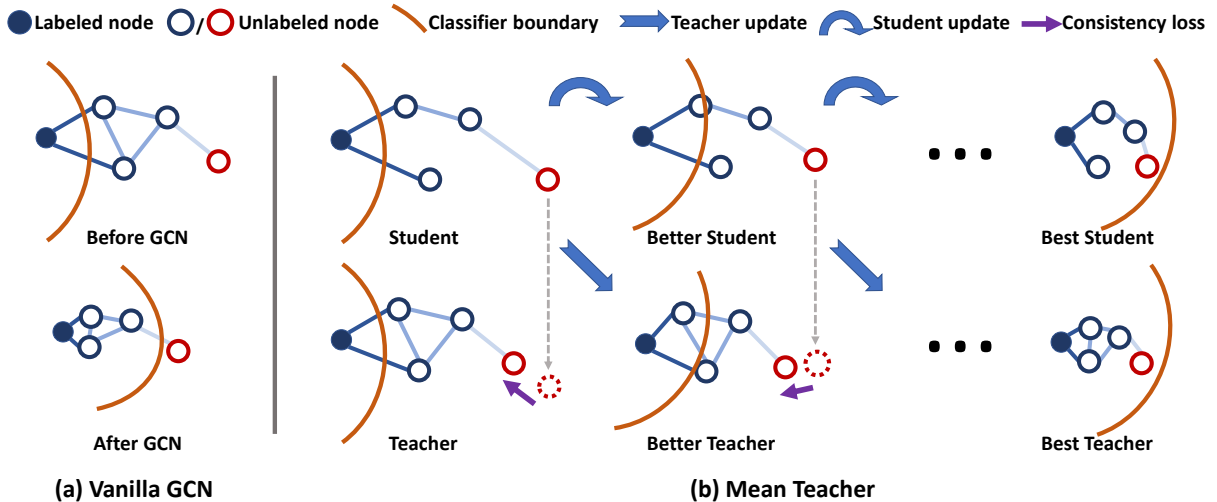 Labeled node / Unlabeled node Classifier boundary Teacher update Student update Consistency loss
Before GCN Student Better Student Best Student
After GCN Teacher Better Teacher Best Teacher
(a) Vanilla GCN (b) Mean Teacher